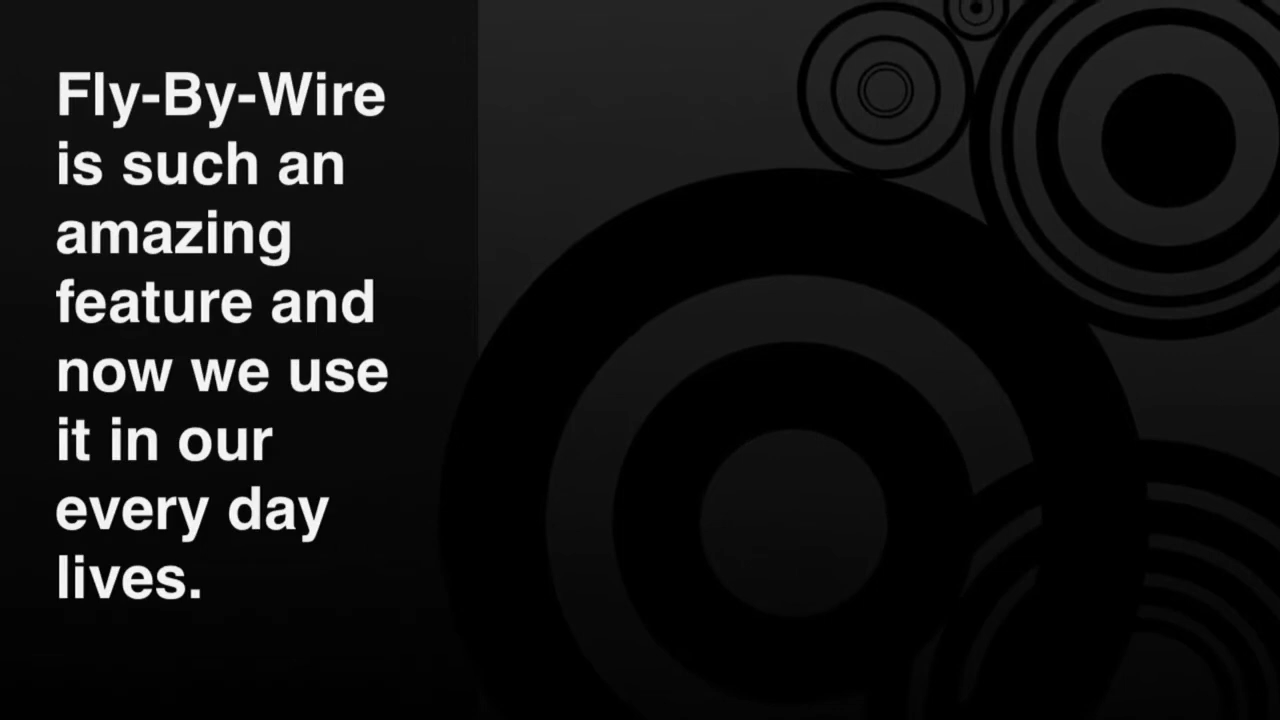 Fly-By-Wire
is such an
amazing
feature and
now we use
it in our
every day
lives.